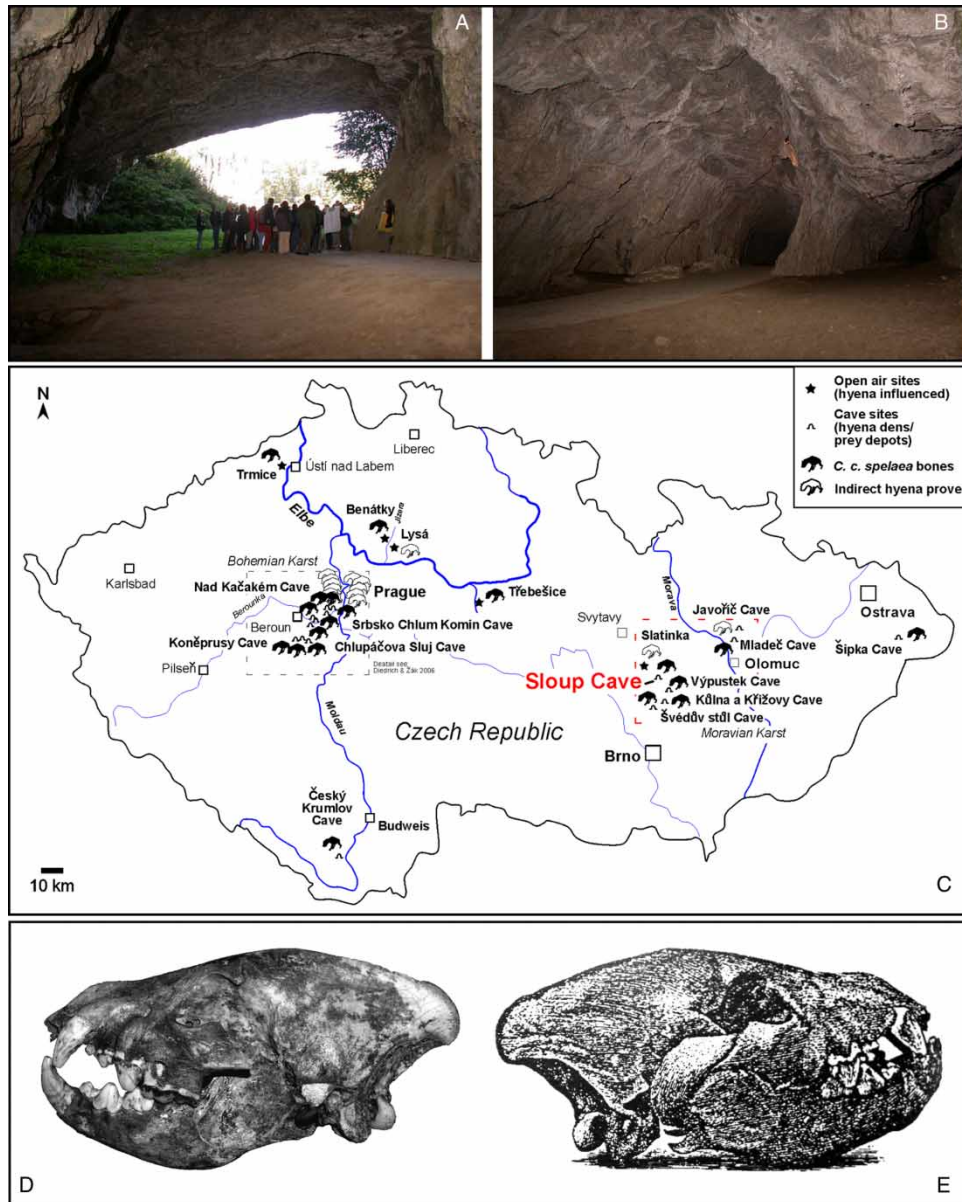 A
B
N
Open air sites
(hyena influenced)
Cave sites
(hyena dens/
prey depots)
C. c. spelaea bones
Indirect hyena prove
Liberec
Ústí nad Labem
Trmice
Elbe
Benátky
Jizera
Lysá
Karlsbad
Bohemian Karst
Nad Kačakém Cave
Prague
Třebešice
Berounka
Beroun
Srbsko Chlum Komin Cave
Koněprusy Cave
Chlupáčova Sluj Cave
Pilseň
Detail see
Diedrich & Žák 2006
Moldau
Svytavy
Morava
Javořič Cave
Ostrava
Slatinka
Mladeč Cave
Šipka Cave
Olomuc
Sloup Cave
Výpustek Cave
Kůlna a Křižovy Cave
Švédův stůl Cave
Moravian Karst
Czech Republic
Brno
Český
Krumlov
Cave
Budweis
10 km
C
D
E